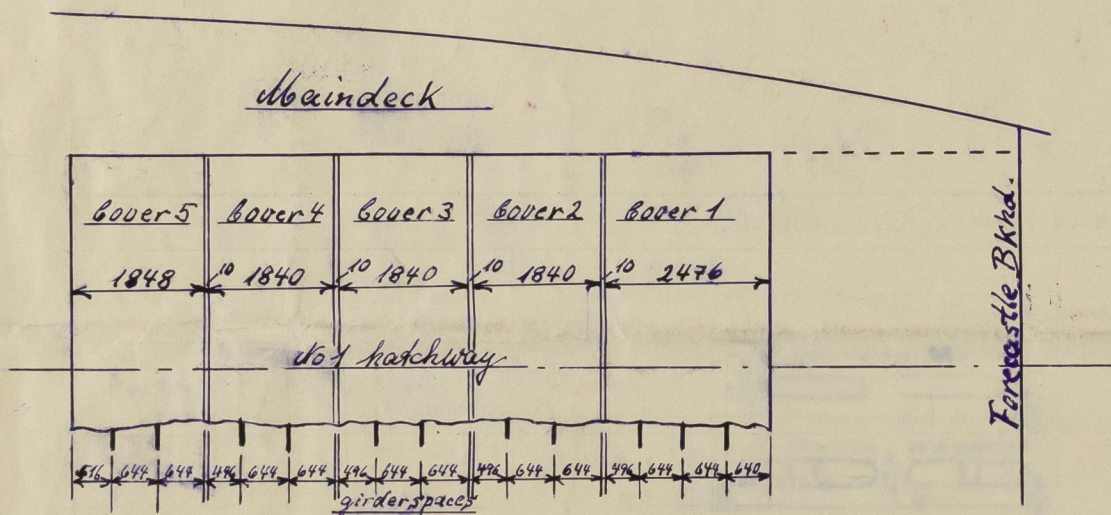 Maindeck
Cover 5 Cover 4 Cover 3 Cover 2 Cover 1
1848 10 1840 10 1840 10 1840 10 2476
No 1 hatchway
Forecastle Bkhd.
516 644 644 496 644 644 496 644 644 496 644 644 496 644 644 640
girderspaces